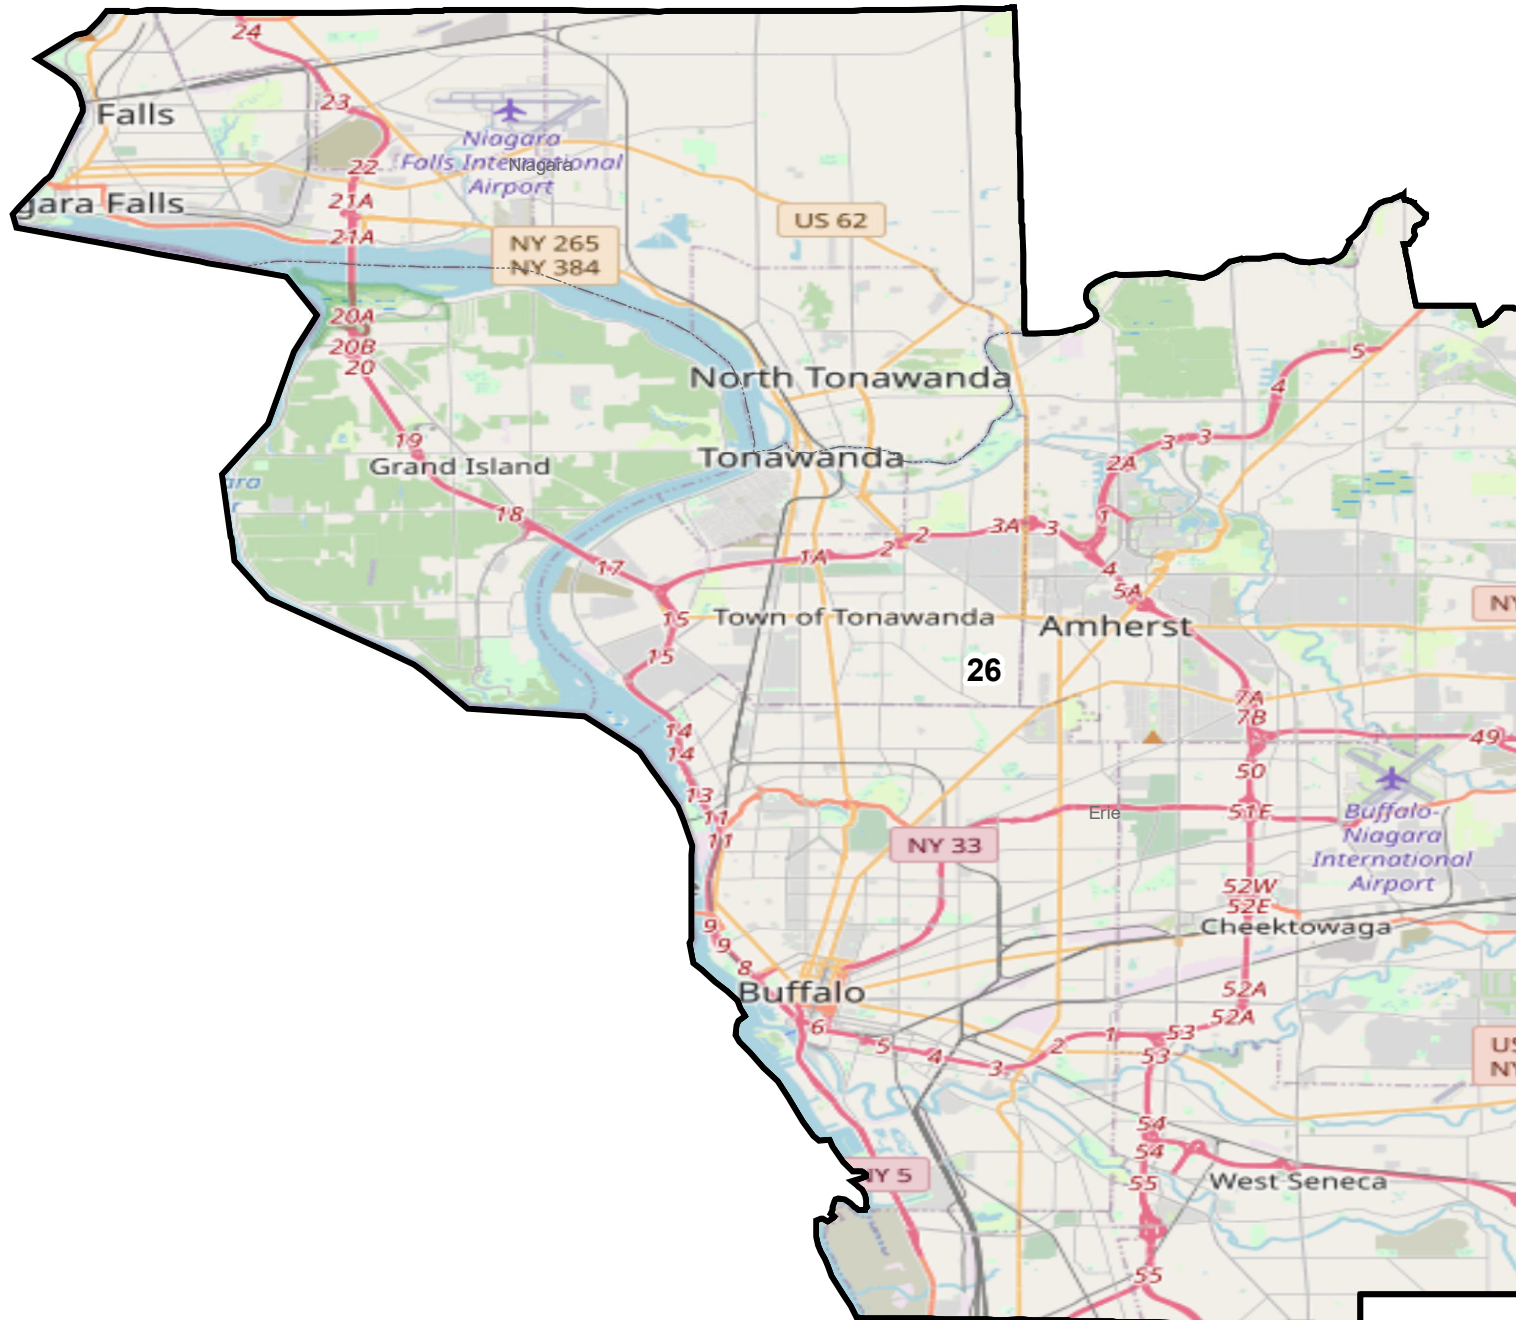 24
23
Falls
Niagara
Falls International
Airport
Niagara
22
21A
gara Falls
US 62
21A
NY 265
NY 384
20A
20B
20
5
North Tonawanda
4
19
3
3
Tonawanda
2A
Grand Island
ara
18
1
3A
3
2
2
1A
17
4
5A
NY
15
Town of Tonawanda
Amherst
15
26
7A
7B
14
14
49
50
13
11
51E
Erie
Buffalo-
Niagara
International
Airport
11
NY 33
52W
52E
9
Cheektowaga
9
8
Buffalo
52A
52A
6
53
1
5
2
4
53
3
US
NY
54
54
NY 5
55
West Seneca
55